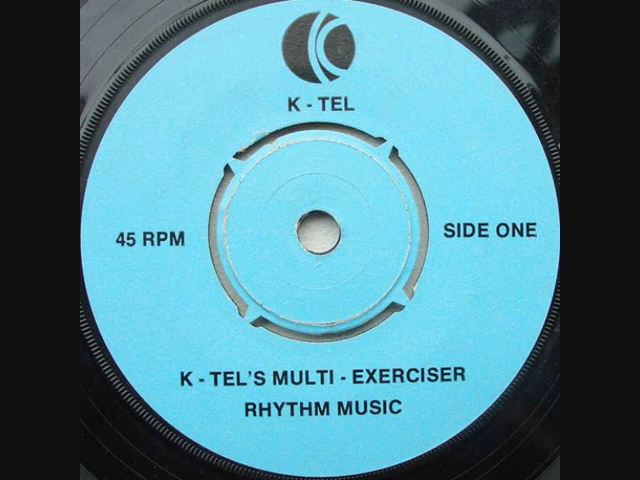 K - TEL
45 RPM
SIDE ONE
K - TEL'S MULTI - EXERCISER
RHYTHM MUSIC